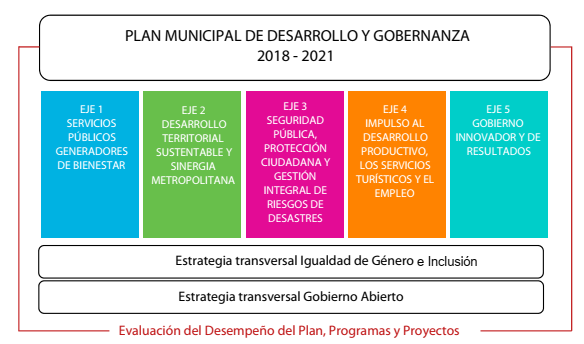 PLAN MUNICIPAL DE DESARROLLO Y GOBERNANZA
2018 - 2021
EJE 1
SERVICIOS
PÚBLICOS
GENERADORES
DE BIENESTAR
EJE 2
DESARROLLO
TERRITORIAL
SUSTENTABLE Y
SINERGIA
METROPOLITANA
EJE 3
SEGURIDAD
PÚBLICA,
PROTECCIÓN
CIUDADANA Y
GESTIÓN
INTEGRAL DE
RIESGOS DE
DESASTRES
EJE 4
IMPULSO AL
DESARROLLO
PRODUCTIVO,
LOS SERVICIOS
TURÍSTICOS Y EL
EMPLEO
EJE 5
GOBIERNO
INNOVADOR Y DE
RESULTADOS
Estrategia transversal Igualdad de Género e Inclusión
Estrategia transversal Gobierno Abierto
Evaluación del Desempeño del Plan, Programas y Proyectos